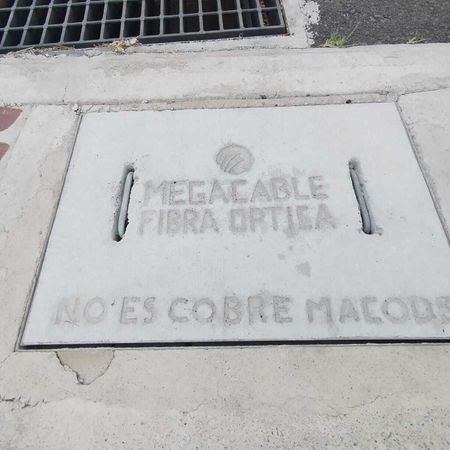 MEGACABLE
FIBRA OPTICA
NO ES COBRE MACODS